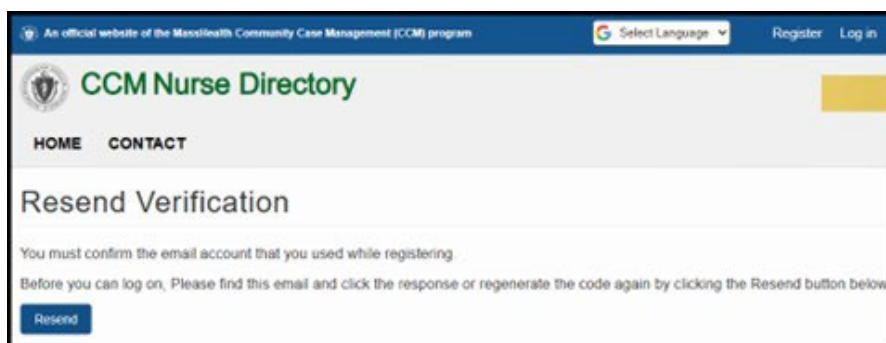 An official website of the MassHealth Community Case Management (CCM) program
Select Language
Register Log in
CCM Nurse Directory
HOME CONTACT
Resend Verification
You must confirm the email account that you used while registering
Before you can log on, Please find this email and click the response or regenerate the code again by clicking the Resend button below
Resend